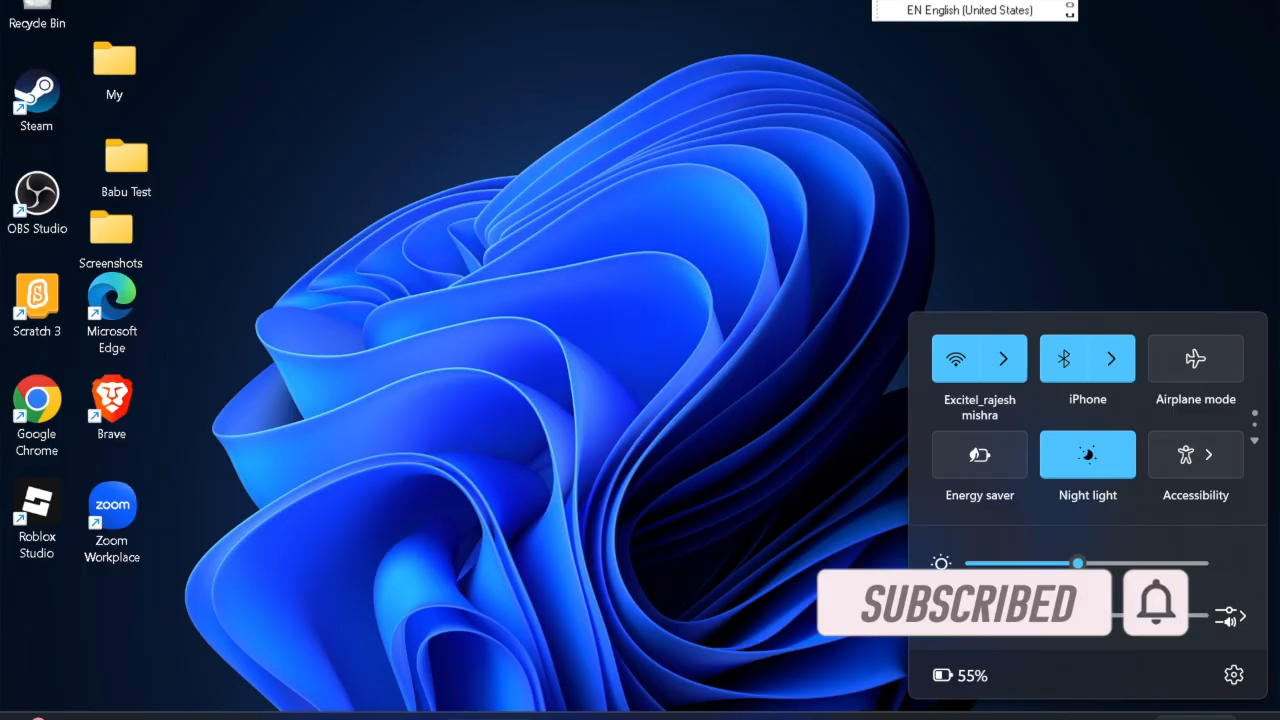 EN English (United States)
Recycle Bin
My
Steam
Babu Test
OBS Studio
Screenshots
Scratch 3
Microsoft
Edge
Google
Chrome
Brave
Roblox
Studio
zoom
Zoom
Workplace
Excitel_rajesh
mishra
iPhone
Airplane mode
Energy saver
Night light
Accessibility
SUBSCRIBED
55%